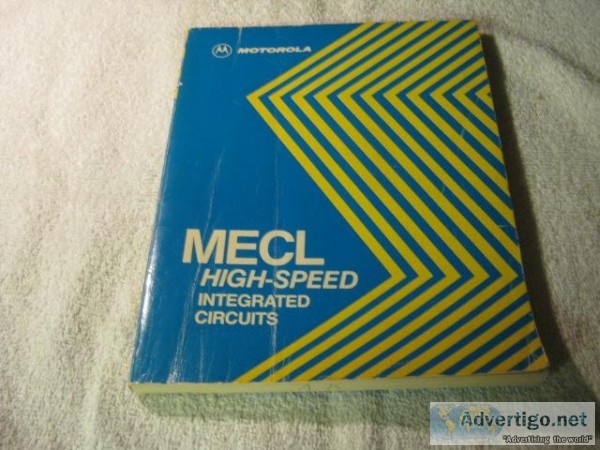 MOTOROLA
MECL
HIGH-SPEED
INTEGRATED
CIRCUITS
Advertigo.net
"Advertising the world"